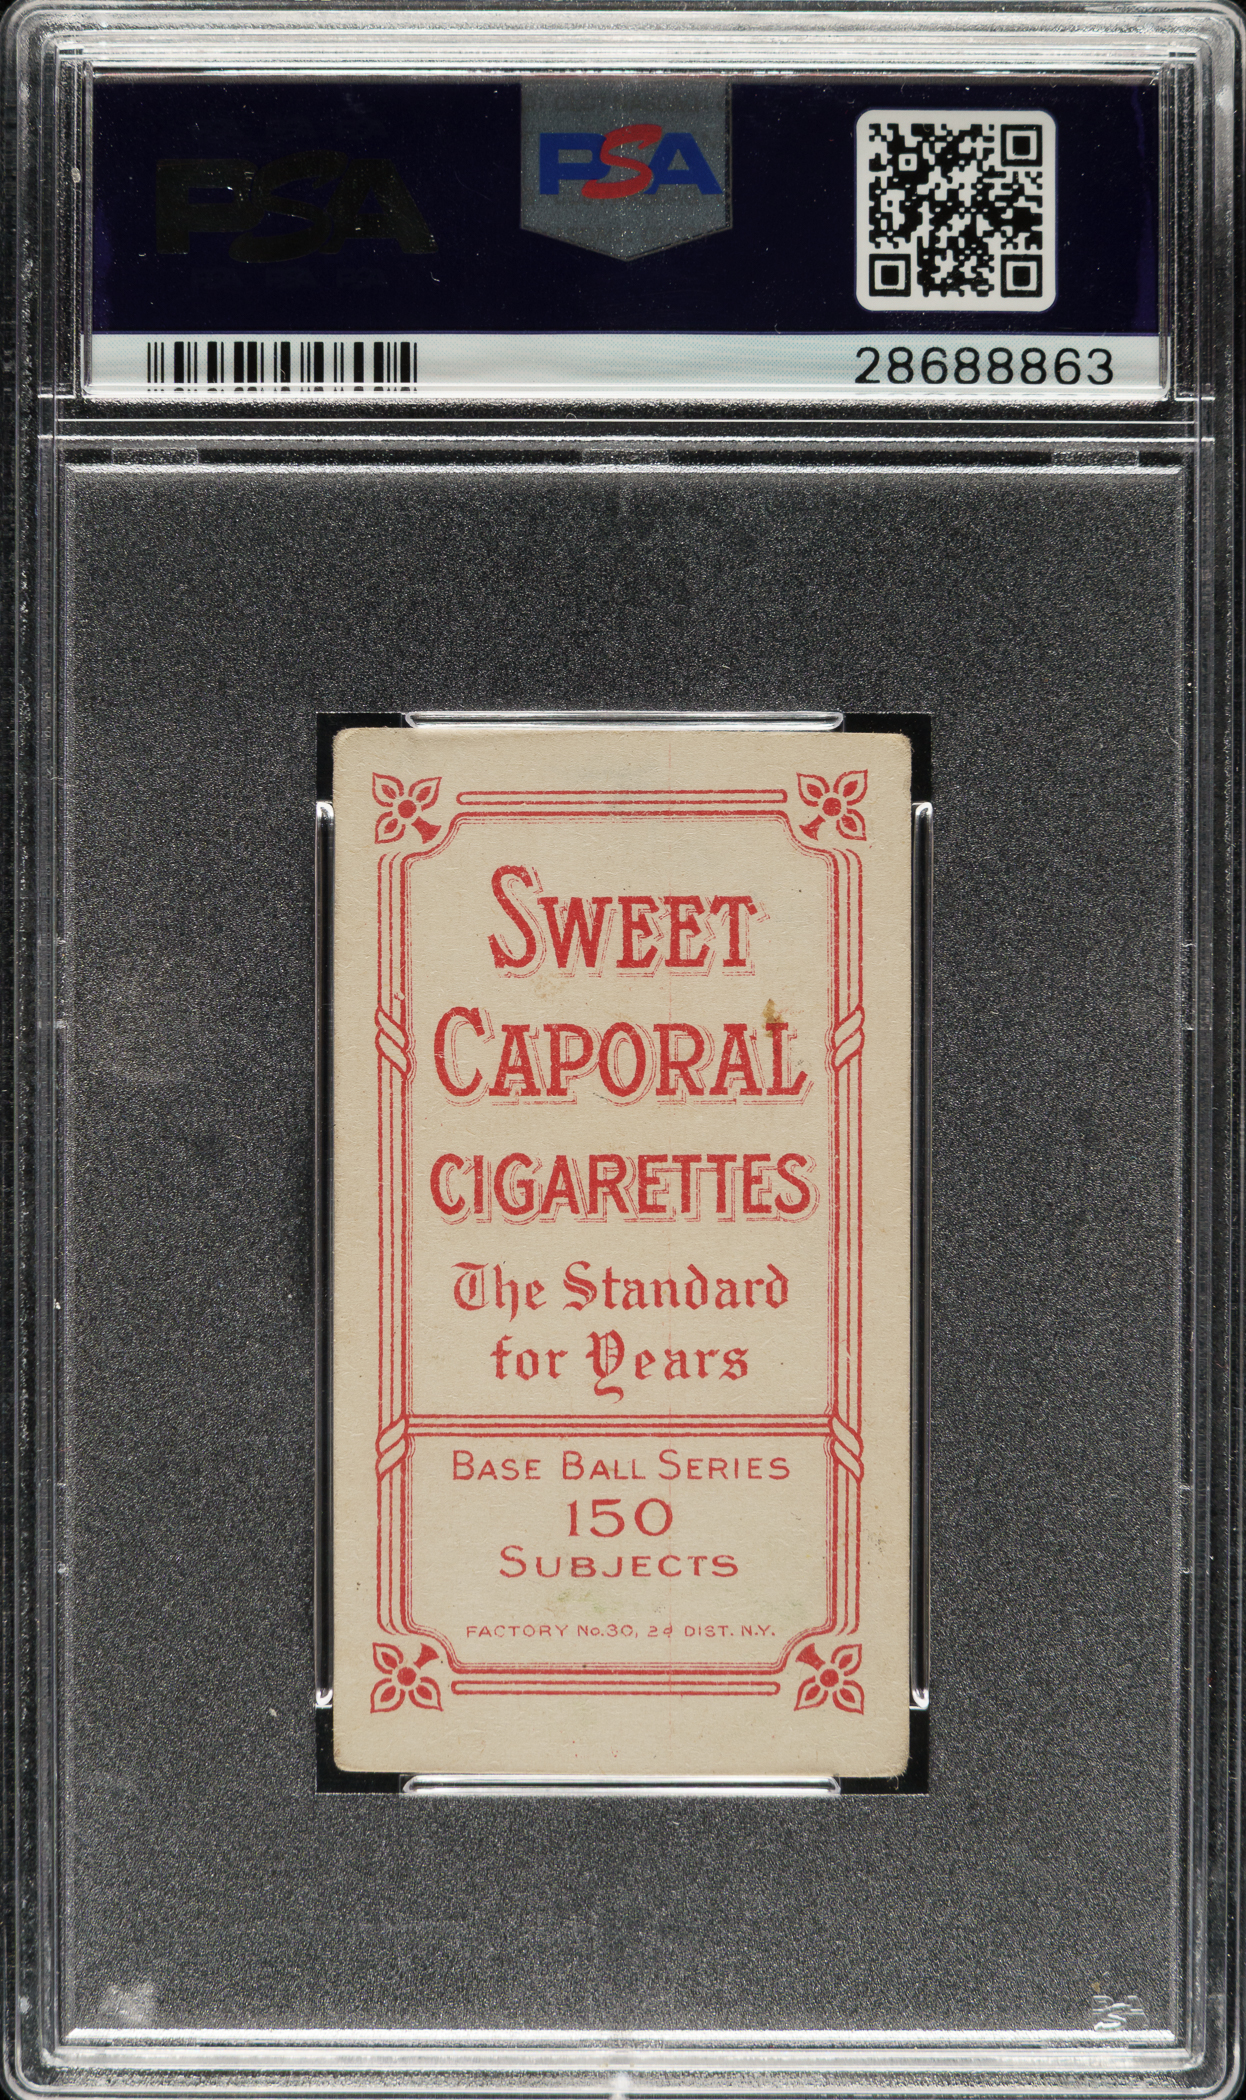 PSA
PSA
28688863
SWEET
CAPORAL
CIGARETTES
The Standard
for Years
BASE BALL SERIES
150
SUBJECTS
FACTORY No. 30, 2d DIST. N.Y.
PSA